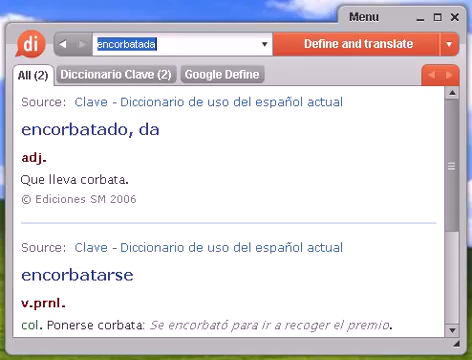 Menu
di
encorbatada
Define and translate
All (2)
Diccionario Clave (2)
Google Define
Source: Clave - Diccionario de uso del español actual
encorbatado, da
adj.
Que lleva corbata.
© Ediciones SM 2006
Source: Clave - Diccionario de uso del español actual
encorbatarse
v.prnl.
col. Ponerse corbata: Se encorbató para ir a recoger el premio.